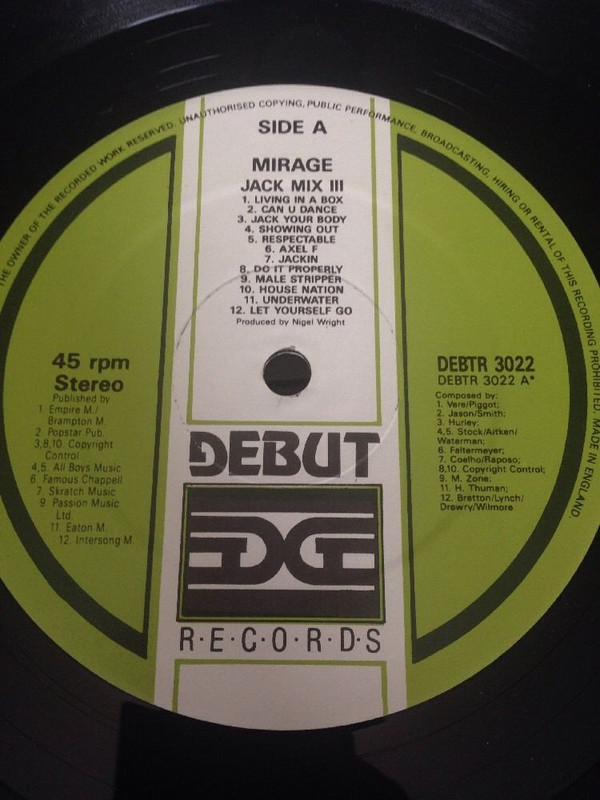 THE OWNER OF THE RECORDED WORK RESERVED. UNAUTHORISED COPYING, PUBLIC PERFORMANCE, BROADCASTING, HIRING OR RENTAL OF THIS RECORDING PROHIBITED. MADE IN ENGLAND.
SIDE A
MIRAGE
JACK MIX III
1. LIVING IN A BOX
2. CAN U DANCE
3. JACK YOUR BODY
4. SHOWING OUT
5. RESPECTABLE
6. AXEL F
7. JACKIN
8. DO IT PROPERLY
9. MALE STRIPPER
10. HOUSE NATION
11. UNDERWATER
12. LET YOURSELF GO
Produced by Nigel Wright
45 rpm
Stereo
Published by
1. Empire M./
Brampton M.
2. Popstar Pub.
3,8,10. Copyright
Control
4,5. All Boys Music
6. Famous Chappell
7. Skratch Music
9. Passion Music
Ltd.
11. Eaton M.
12. Intersong M.
DEBTR 3022
DEBTR 3022 A*
Composed by:
1. Vere/Piggot;
2. Jason/Smith;
3. Hurley;
4,5. Stock/Aitken/
Waterman;
6. Faltermeyer;
7. Coelho/Raposo;
8,10. Copyright Control;
9. M. Zone;
11. H. Thuman;
12. Bretton/Lynch/
Drewry/Wilmore
DEBUT
R·E·C·O·R·D·S